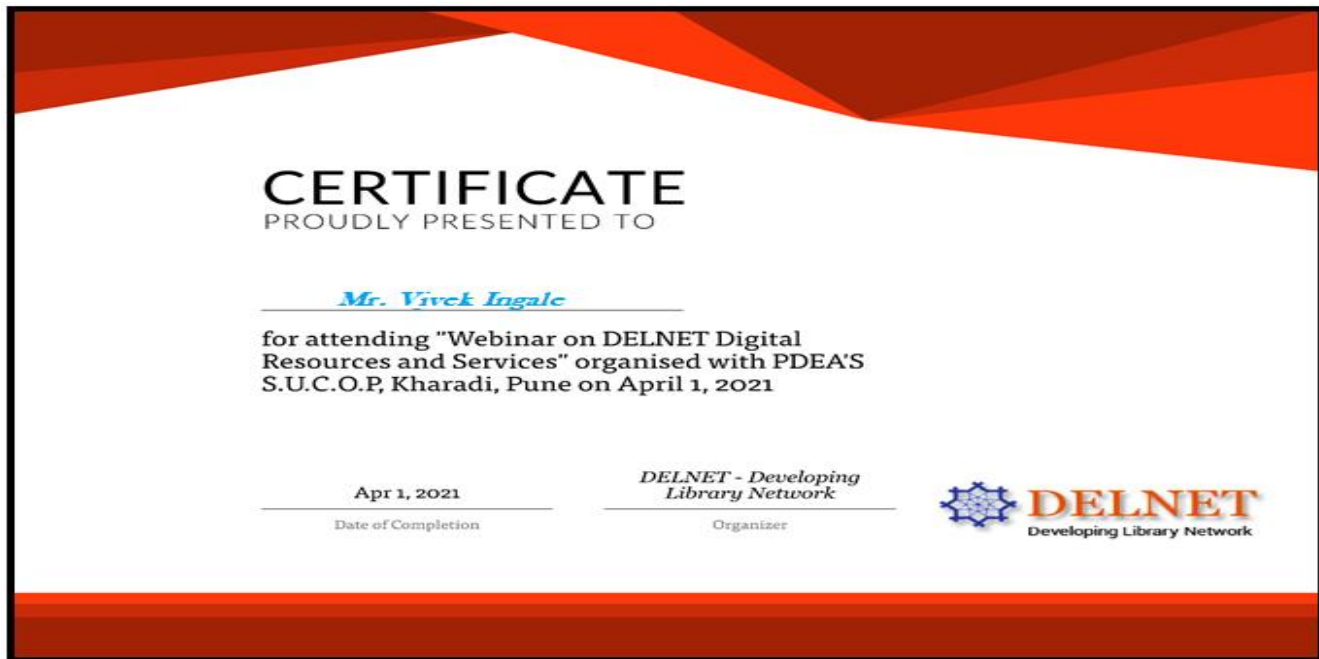 CERTIFICATE
PROUDLY PRESENTED TO
Mr. Vivek Ingale
for attending "Webinar on DELNET Digital
Resources and Services" organised with PDEA'S
S.U.C.O.P, Kharadi, Pune on April 1, 2021
Apr 1, 2021
Date of Completion
DELNET - Developing
Library Network
Organizer
DELNET
Developing Library Network